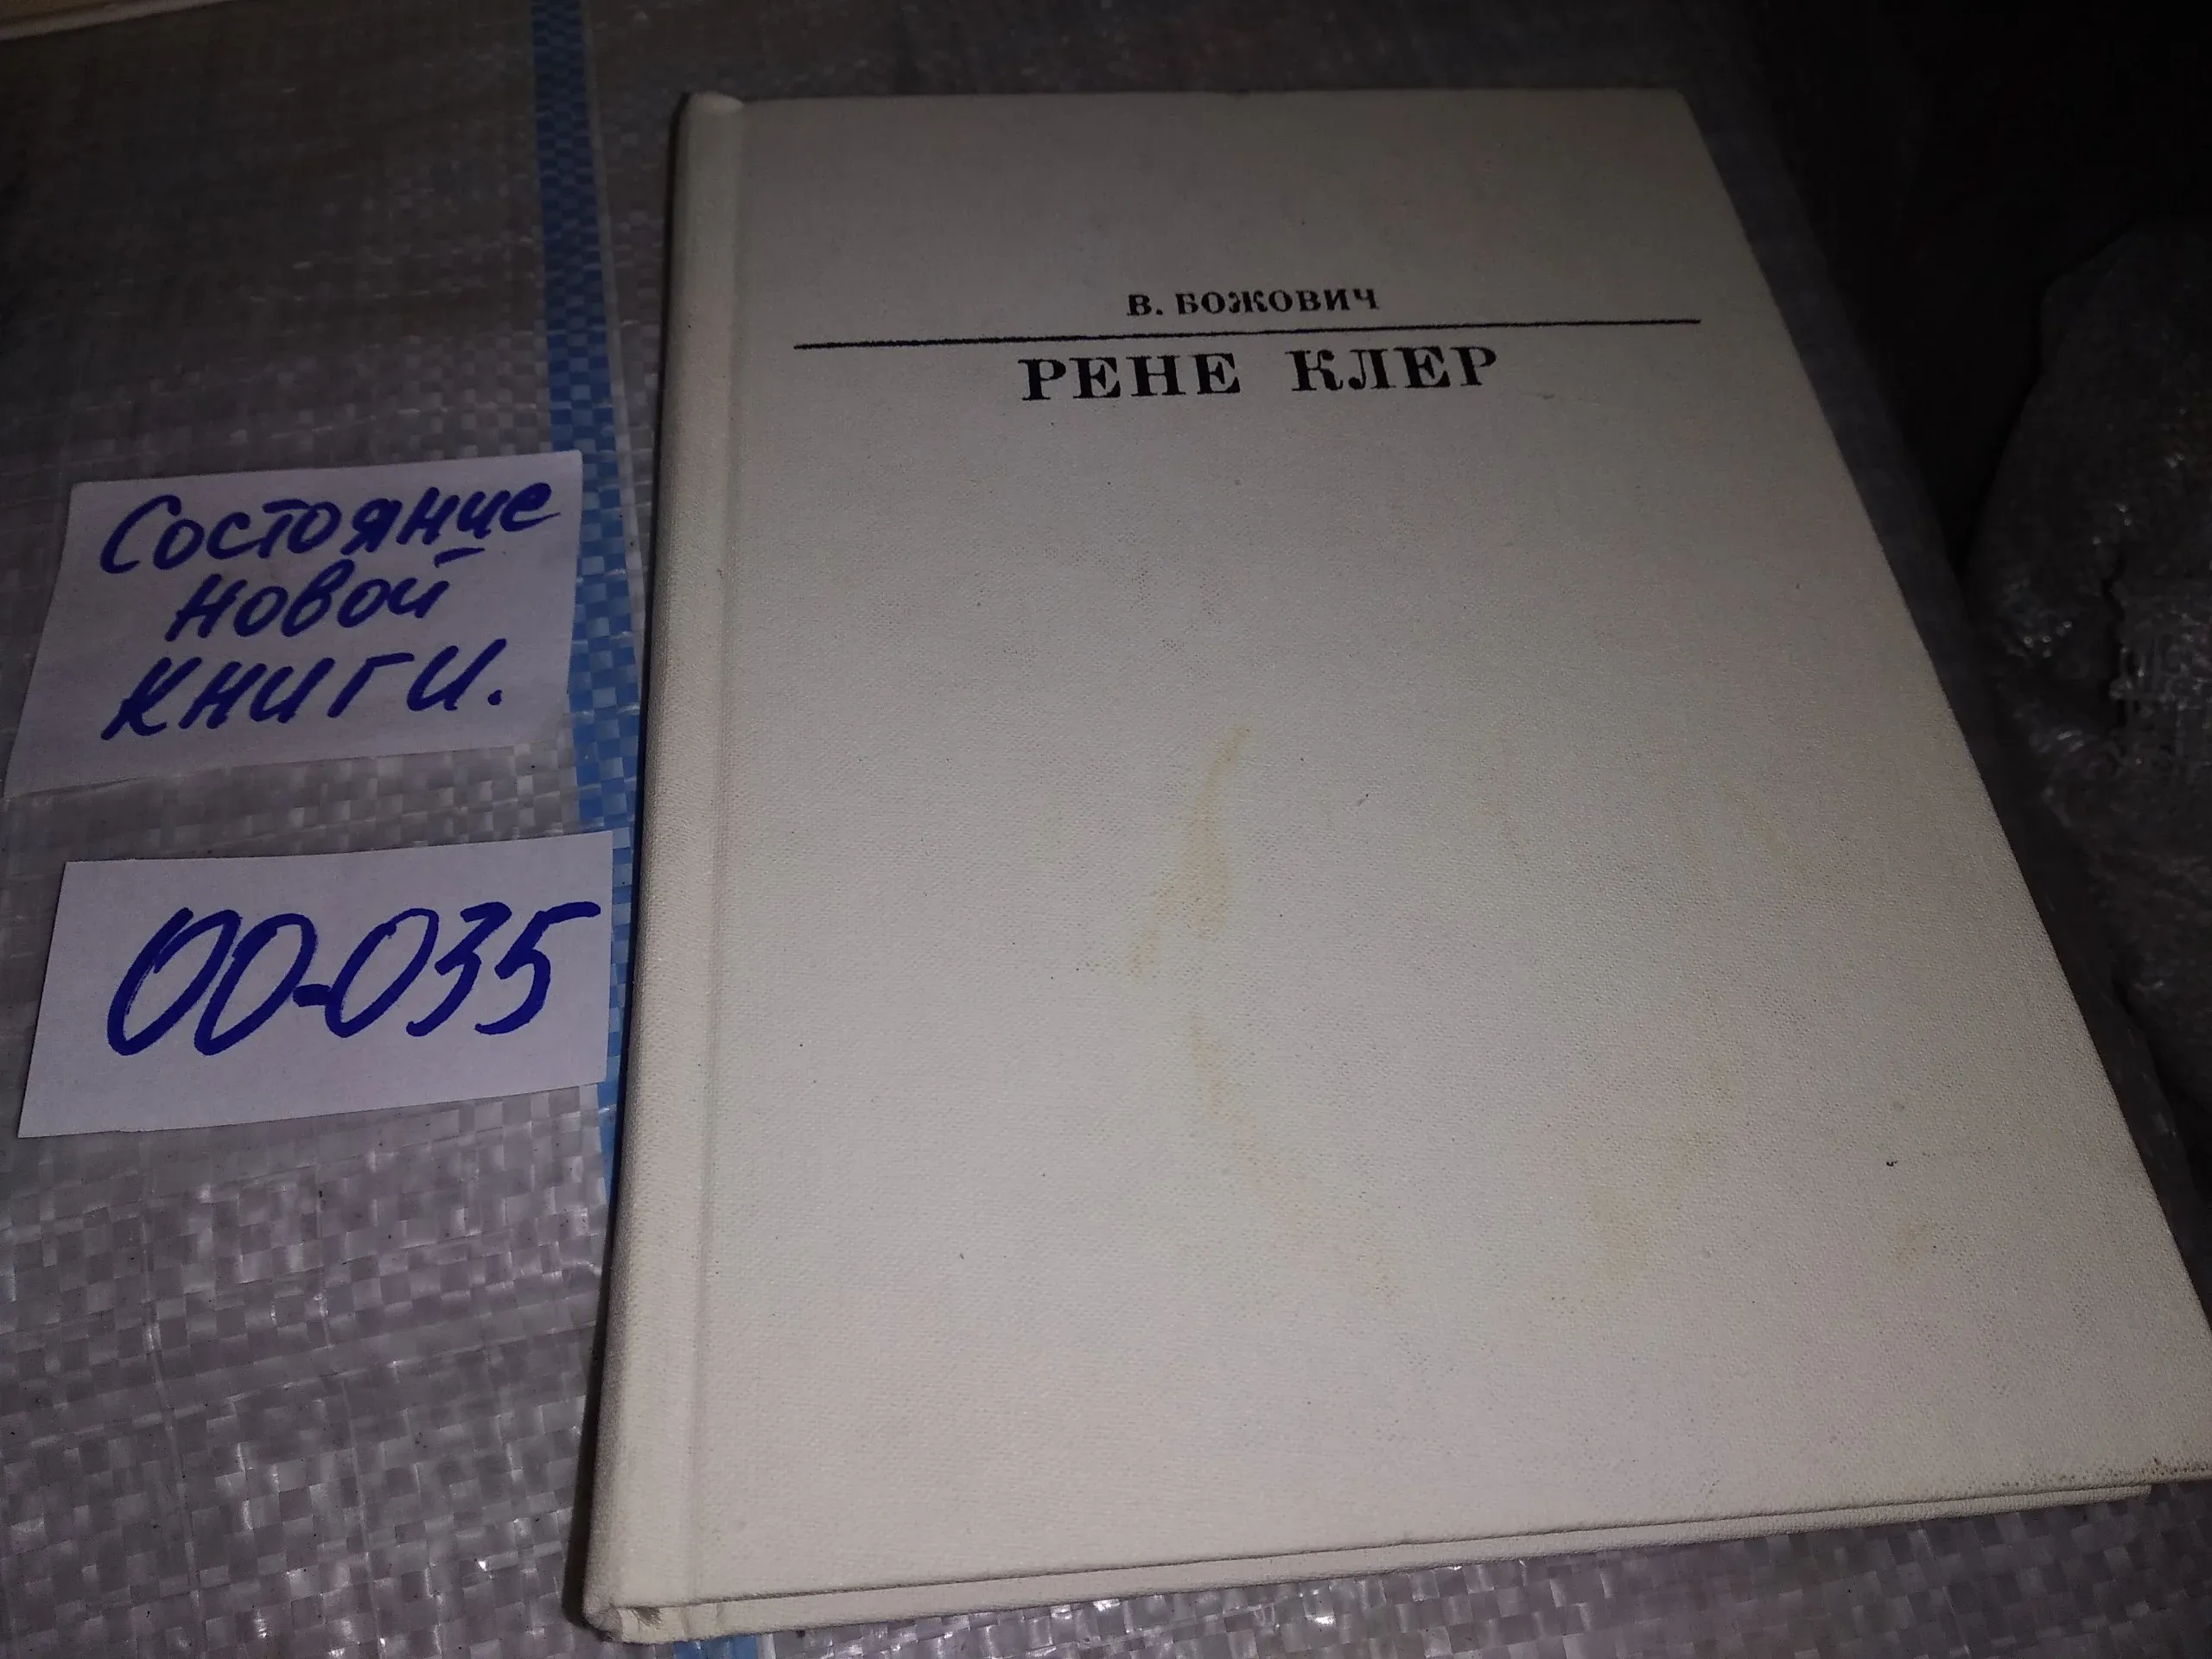 В. БОЖОВИЧ
РЕНЕ КЛЕР
Состояние
новой
книги.
00-035